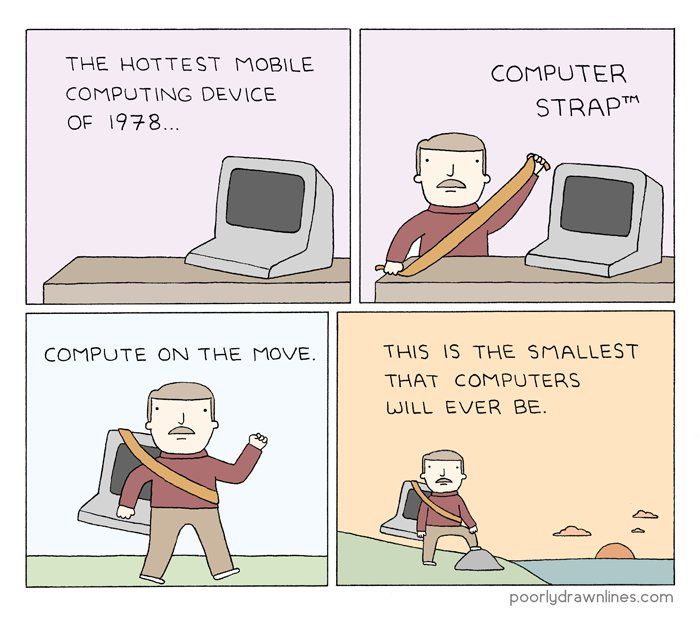 THE HOTTEST MOBILE
COMPUTING DEVICE
OF 1978...
COMPUTER
STRAP™
COMPUTE ON THE MOVE.
THIS IS THE SMALLEST
THAT COMPUTERS
WILL EVER BE.
poorlydrawnlines.com